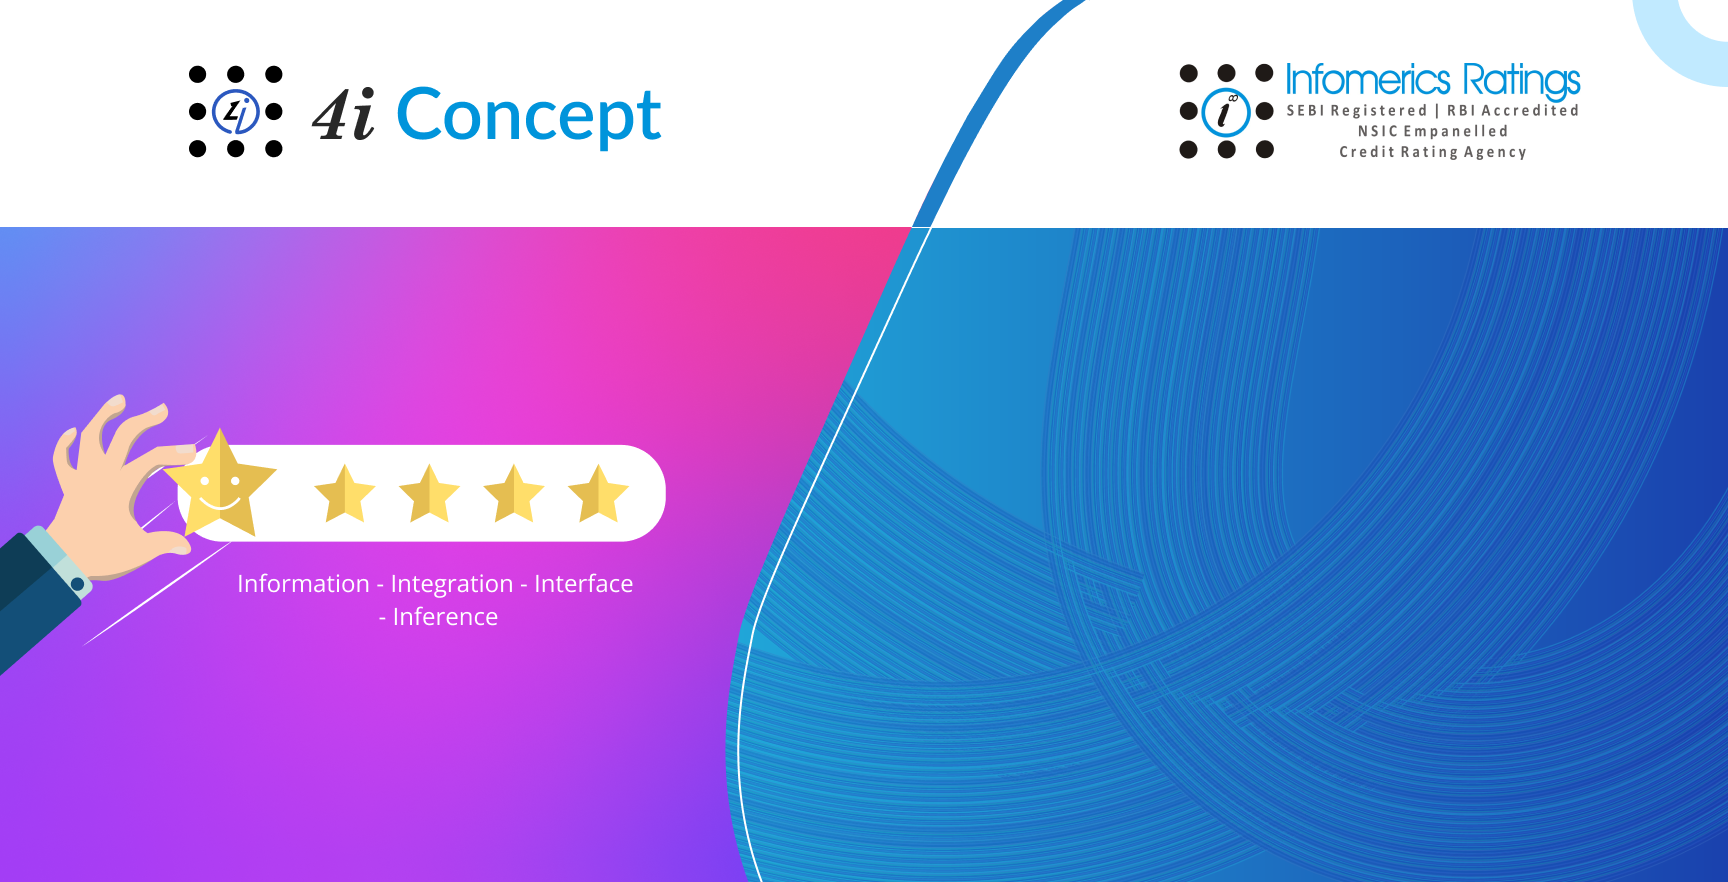 4i Concept
Infomerics Ratings
SEBI Registered | RBI Accredited
NSIC Empanelled
Credit Rating Agency
Information - Integration - Interface
- Inference